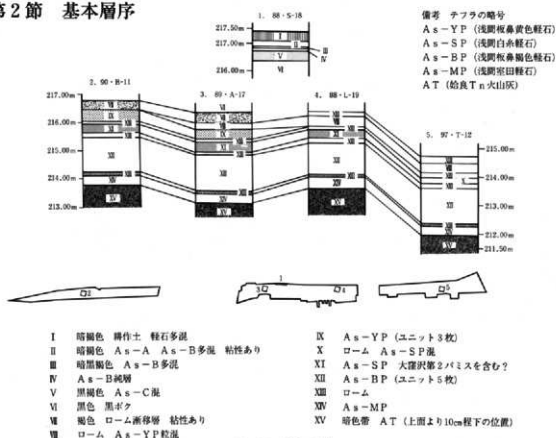 第2節 基本層序
1. 88-S-18
217.50m
217.00m
216.00m
I
II
III
IV
V
VI
備考 テフラの略号
As-YP (浅間板鼻黄色軽石)
As-SP (浅間白糸軽石)
As-BP (浅間板鼻褐色軽石)
As-MP (浅間室田軽石)
AT (姶良Tn火山灰)
2. 90-B-11
217.00m
216.00m
215.00m
214.00m
213.00m
3. 89-A-17
4. 88-L-19
5. 97-T-12
215.00m
214.00m
213.00m
212.00m
211.50m
1
2
3
4
5
I 暗褐色 耕作土 軽石多混
II 暗褐色 As-A As-B多混 粘性あり
III 暗黒褐色 As-B多混
IV As-B純層
V 黒褐色 As-C混
VI 黒色 黒ボク
VII 褐色 ローム漸移層 粘性あり
VIII ローム As-YP粒混
IX As-YP (ユニット3枚)
X ローム As-SP混
XI As-SP 大窪沢第2パミスを含む?
XII As-BP (ユニット5枚)
XIII ローム
XIV As-MP
XV 暗色帯 AT (上面より10cm程下の位置)